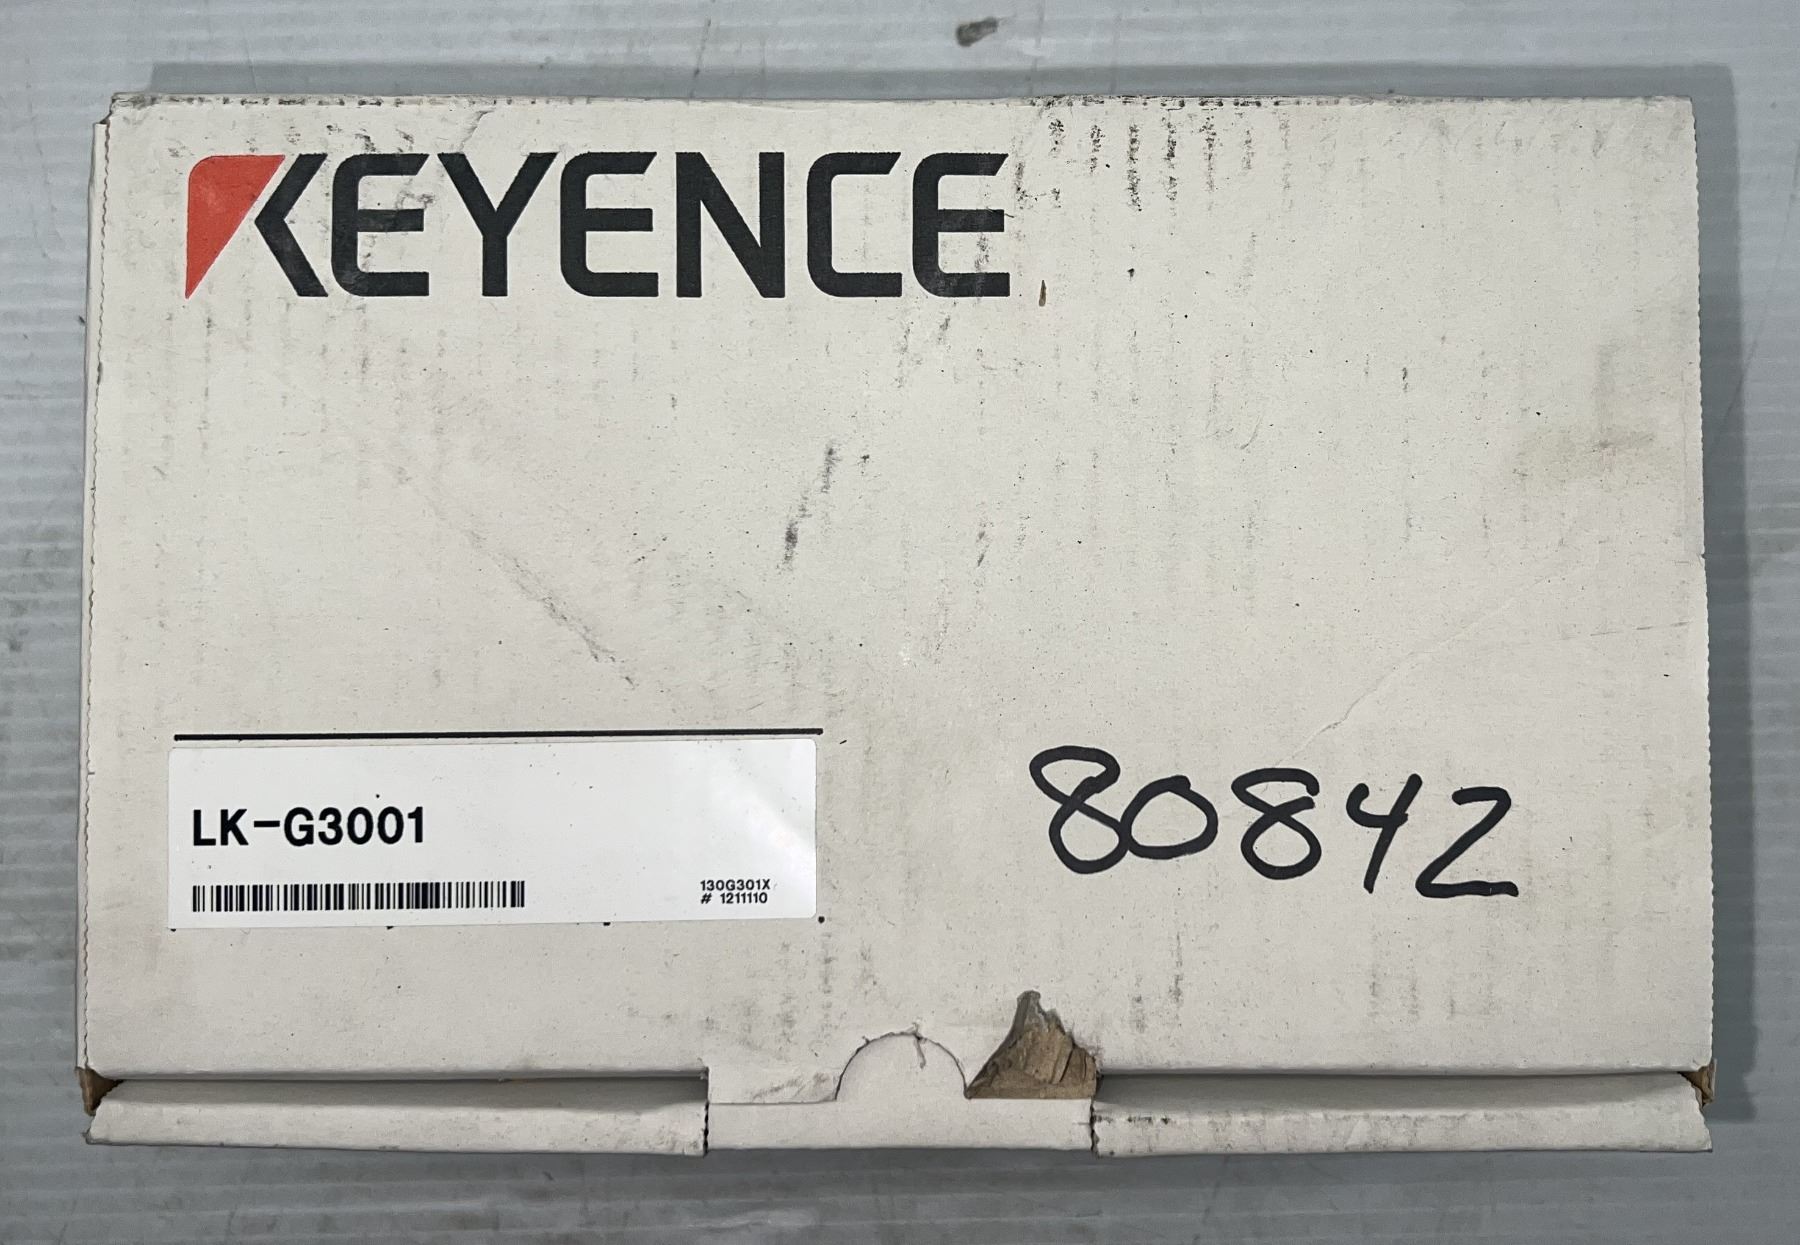 KEYENCE
LK-G3001
80842
130G301X
# 1211110